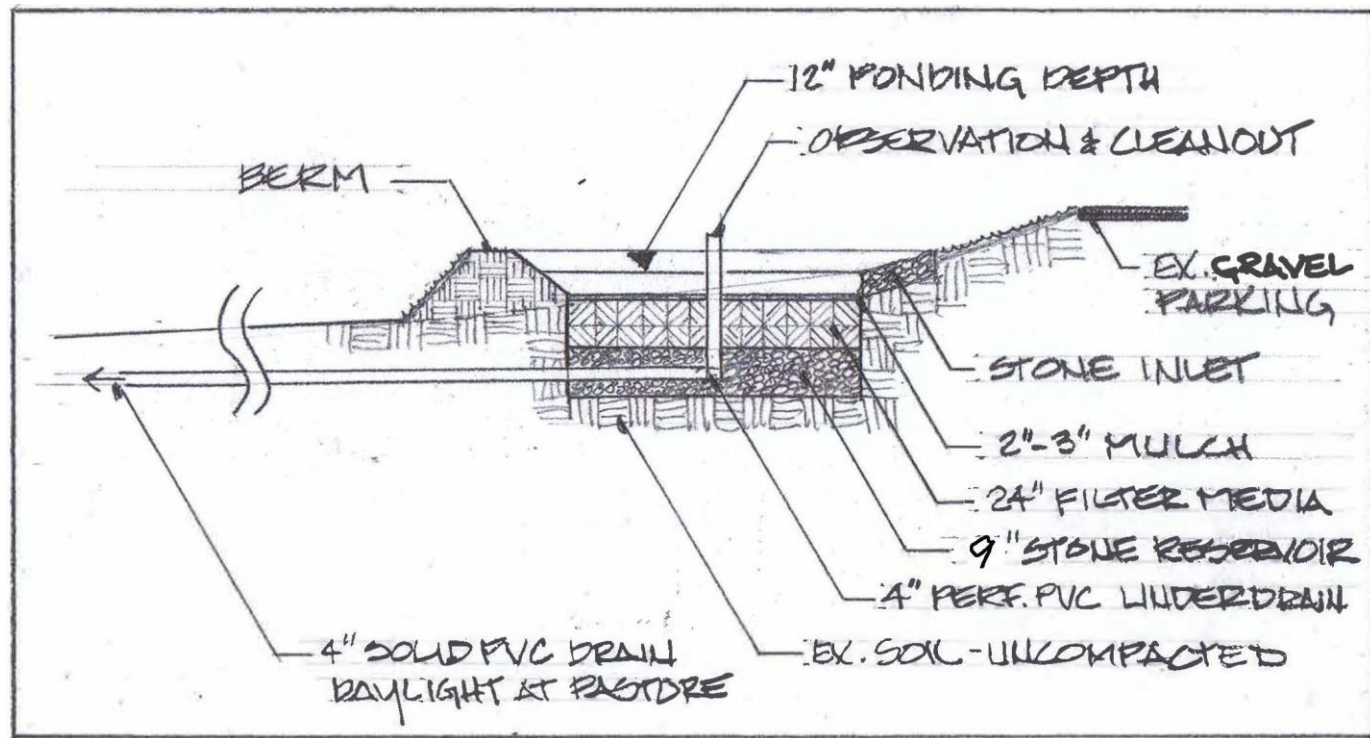 12" PONDING DEPTH
OBSERVATION & CLEANOUT
BERM
EX. GRAVEL
PARKING
STONE INLET
2"-3" MULCH
24" FILTER MEDIA
9" STONE RESERVOIR
4" PERF. PVC UNDERDRAIN
EX. SOIL - UNCOMPACTED
4" SOLID PVC DRAIN
DAYLIGHT AT PASTURE